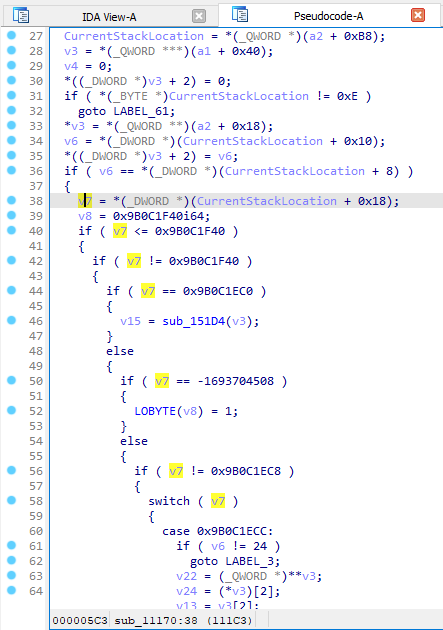 IDA View-A
Pseudocode-A
27 CurrentStackLocation = *(_QWORD *)(a2 + 0xB8);
28 v3 = *(_QWORD ***)(a1 + 0x40);
29 v4 = 0;
30 *((_DWORD *)v3 + 2) = 0;
31 if ( *(_BYTE *)CurrentStackLocation != 0xE )
32 goto LABEL_61;
33 *v3 = *(_QWORD **)(a2 + 0x18);
34 v6 = *(_DWORD *)(CurrentStackLocation + 0x10);
35 *((_DWORD *)v3 + 2) = v6;
36 if ( v6 == *(_DWORD *)(CurrentStackLocation + 8) )
37 {
38 v7 = *(_DWORD *)(CurrentStackLocation + 0x18);
39 v8 = 0x9B0C1F40i64;
40 if ( v7 <= 0x9B0C1F40 )
41 {
42 if ( v7 != 0x9B0C1F40 )
43 {
44 if ( v7 == 0x9B0C1EC0 )
45 {
46 v15 = sub_151D4(v3);
47 }
48 else
49 {
50 if ( v7 == -1693704508 )
51 {
52 LOBYTE(v8) = 1;
53 }
54 else
55 {
56 if ( v7 != 0x9B0C1EC8 )
57 {
58 switch ( v7 )
59 {
60 case 0x9B0C1ECC:
61 if ( v6 != 24 )
62 goto LABEL_3;
63 v22 = (_QWORD *)**v3;
64 v24 = (*v3)[2];
v13 = v3[2];
000005C3 sub_11170:38 (111C3)